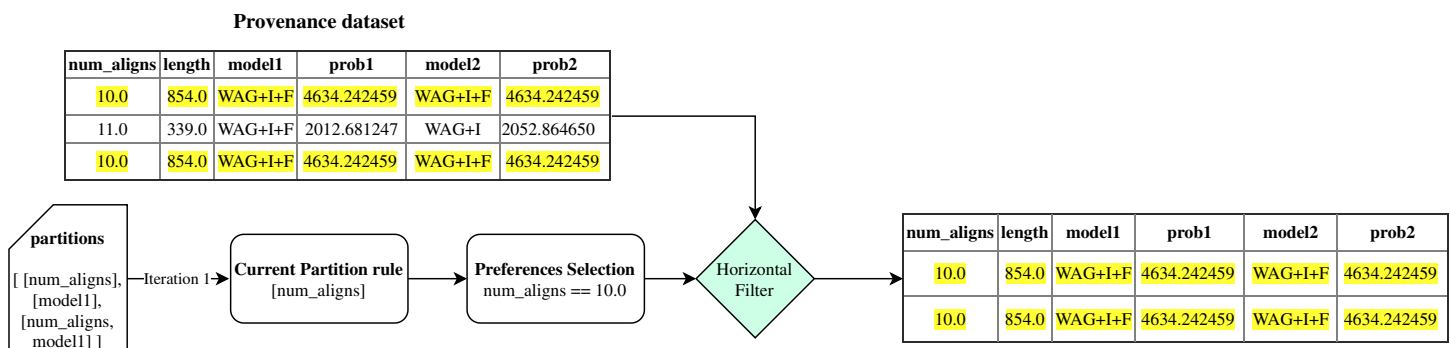 Provenance dataset
num_aligns length model1 prob1 model2 prob2
10.0 854.0 WAG+I+F 4634.242459 WAG+I+F 4634.242459
11.0 339.0 WAG+I+F 2012.681247 WAG+I 2052.864650
10.0 854.0 WAG+I+F 4634.242459 WAG+I+F 4634.242459
partitions
[ [num_aligns],
[model1],
[num_aligns,
model1] ]
Iteration 1
Current Partition rule
[num_aligns]
Preferences Selection
num_aligns == 10.0
Horizontal
Filter
num_aligns length model1 prob1 model2 prob2
10.0 854.0 WAG+I+F 4634.242459 WAG+I+F 4634.242459
10.0 854.0 WAG+I+F 4634.242459 WAG+I+F 4634.242459